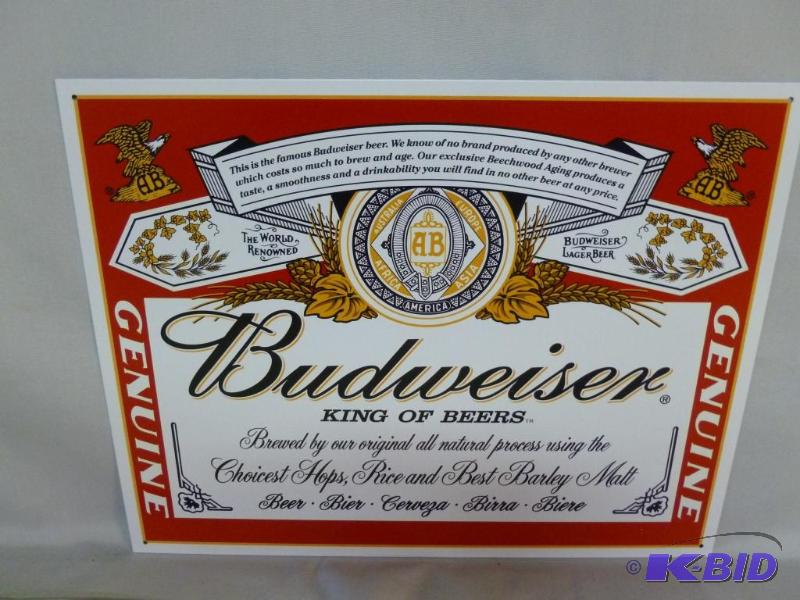 This is the famous Budweiser beer. We know of no brand produced by any other brewer
which costs so much to brew and age. Our exclusive Beechwood Aging produces a
taste, a smoothness and a drinkability you will find in no other beer at any price.
AB
AB
THE WORLD
RENOWNED
AUSTRALIA
EUROPE
AB
AFRICA
ASIA
AMERICA
BUDWEISER
LAGER BEER
GENUINE
GENUINE
Budweiser®
KING OF BEERS™
Brewed by our original all natural process using the
Choicest Hops, Rice and Best Barley Malt
Beer · Bier · Cerveza · Birra · Biere
© K-BID